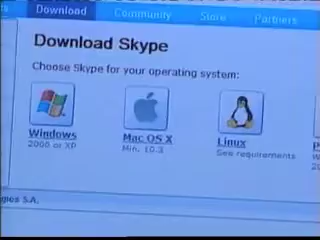 Download Community Store Partners
Download Skype
Choose Skype for your operating system:
Windows
2000 or XP
Mac OS X
Min. 10.3
Linux
See requirements
S.A.